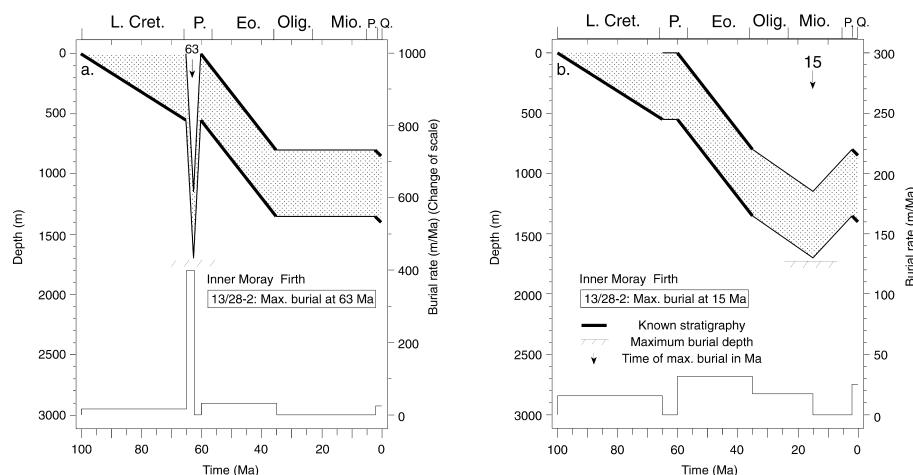 L. Cret. P. Eo. Olig. Mio. P. Q.
0
500
1000
1500
2000
2500
3000
Depth (m)
a.
63
1000
800
600
400
200
0
Burial rate (m/Ma) (Change of scale)
Inner Moray Firth
13/28-2: Max. burial at 63 Ma
100 80 60 40 20 0
Time (Ma)
L. Cret. P. Eo. Olig. Mio. P. Q.
0
500
1000
1500
2000
2500
3000
Depth (m)
b.
15
300
250
200
150
100
50
0
Burial rate (m/Ma)
Inner Moray Firth
13/28-2: Max. burial at 15 Ma
Known stratigraphy
Maximum burial depth
Time of max. burial in Ma
100 80 60 40 20 0
Time (Ma)